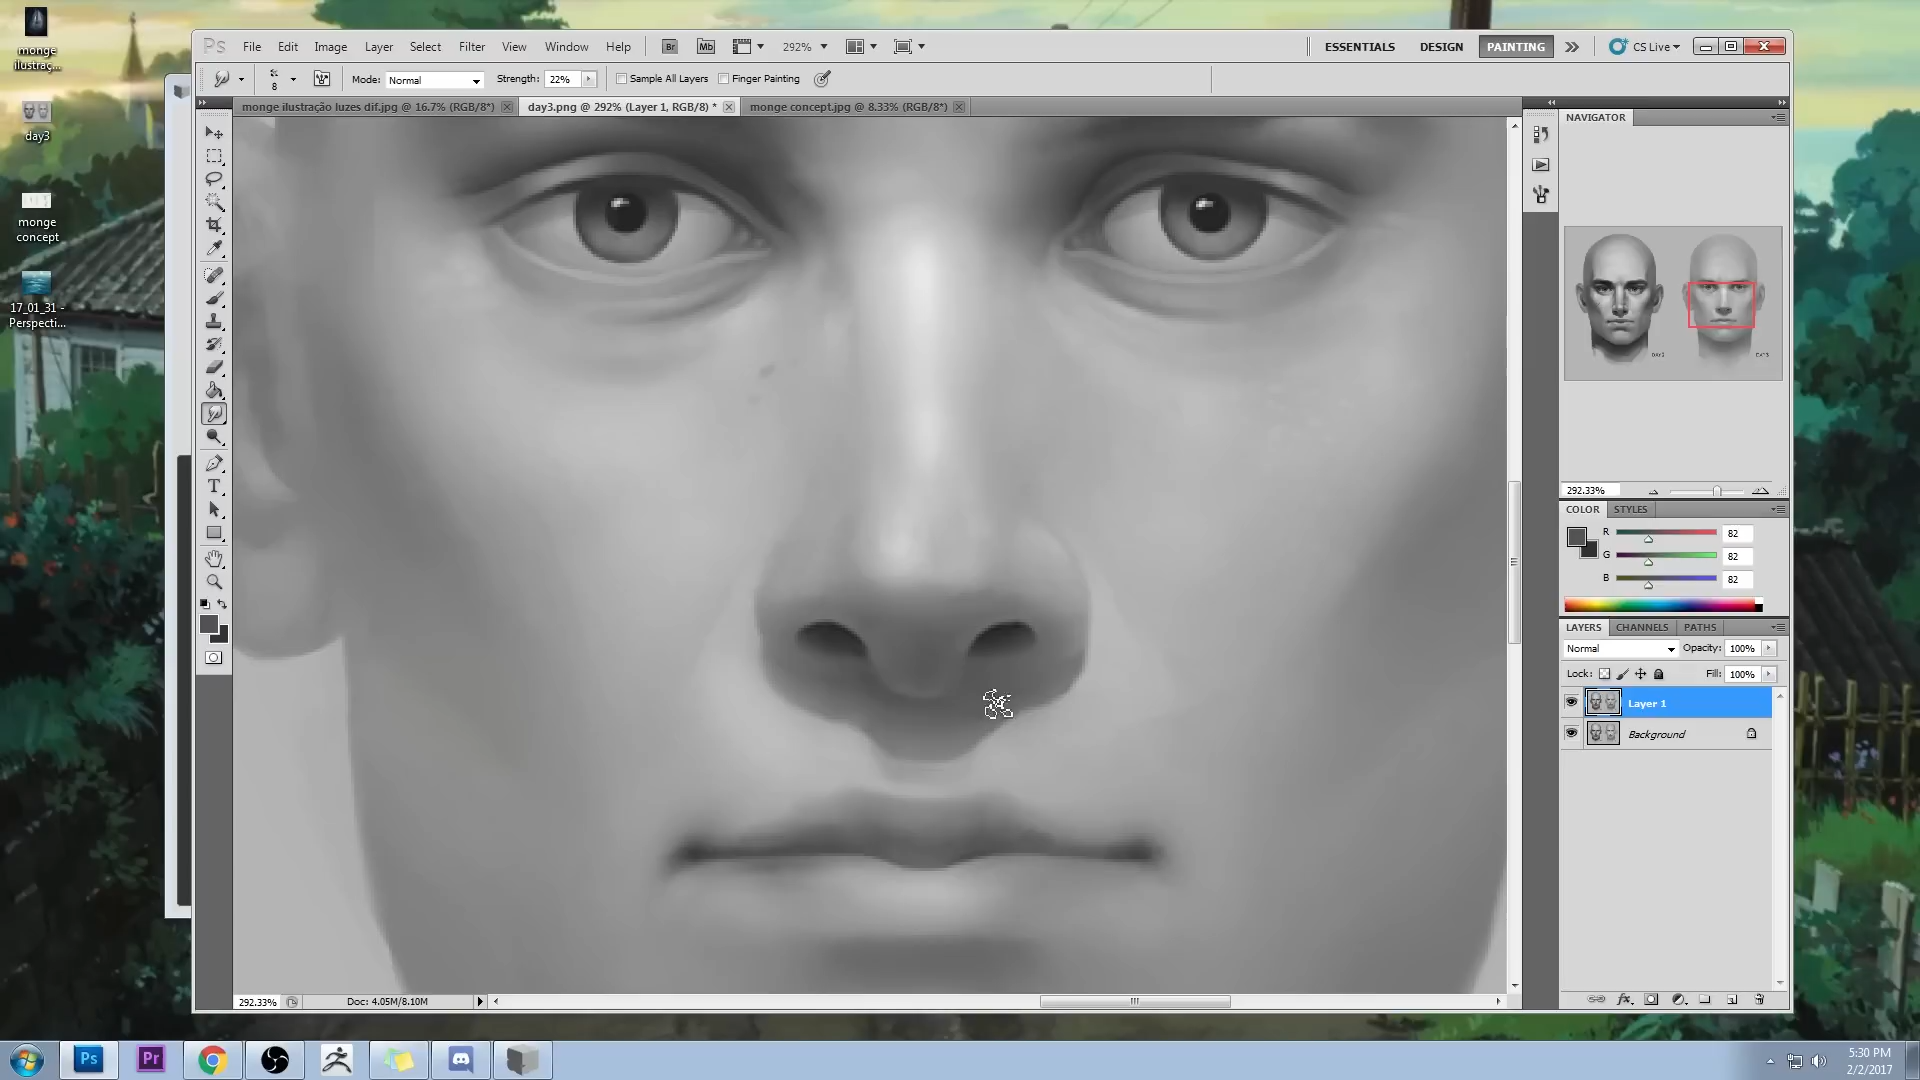 monge
ilustraç...
day3
monge
concept
17_01_31 -
Perspecti...
Ps File Edit Image Layer Select Filter View Window Help Br Mb 292% ESSENTIALS DESIGN PAINTING CS Live
8 Mode: Normal Strength: 22% Sample All Layers Finger Painting
monge ilustração luzes dif.jpg @ 16.7% (RGB/8*) day3.png @ 292% (Layer 1, RGB/8) * monge concept.jpg @ 8.33% (RGB/8*)
NAVIGATOR
DAY3
292.33%
COLOR STYLES
R 82
G 82
B 82
LAYERS CHANNELS PATHS
Normal Opacity: 100%
Lock: Fill: 100%
Layer 1
Background
292.33% Doc: 4.05M/8.10M
Ps Pr
5:30 PM
2/2/2017